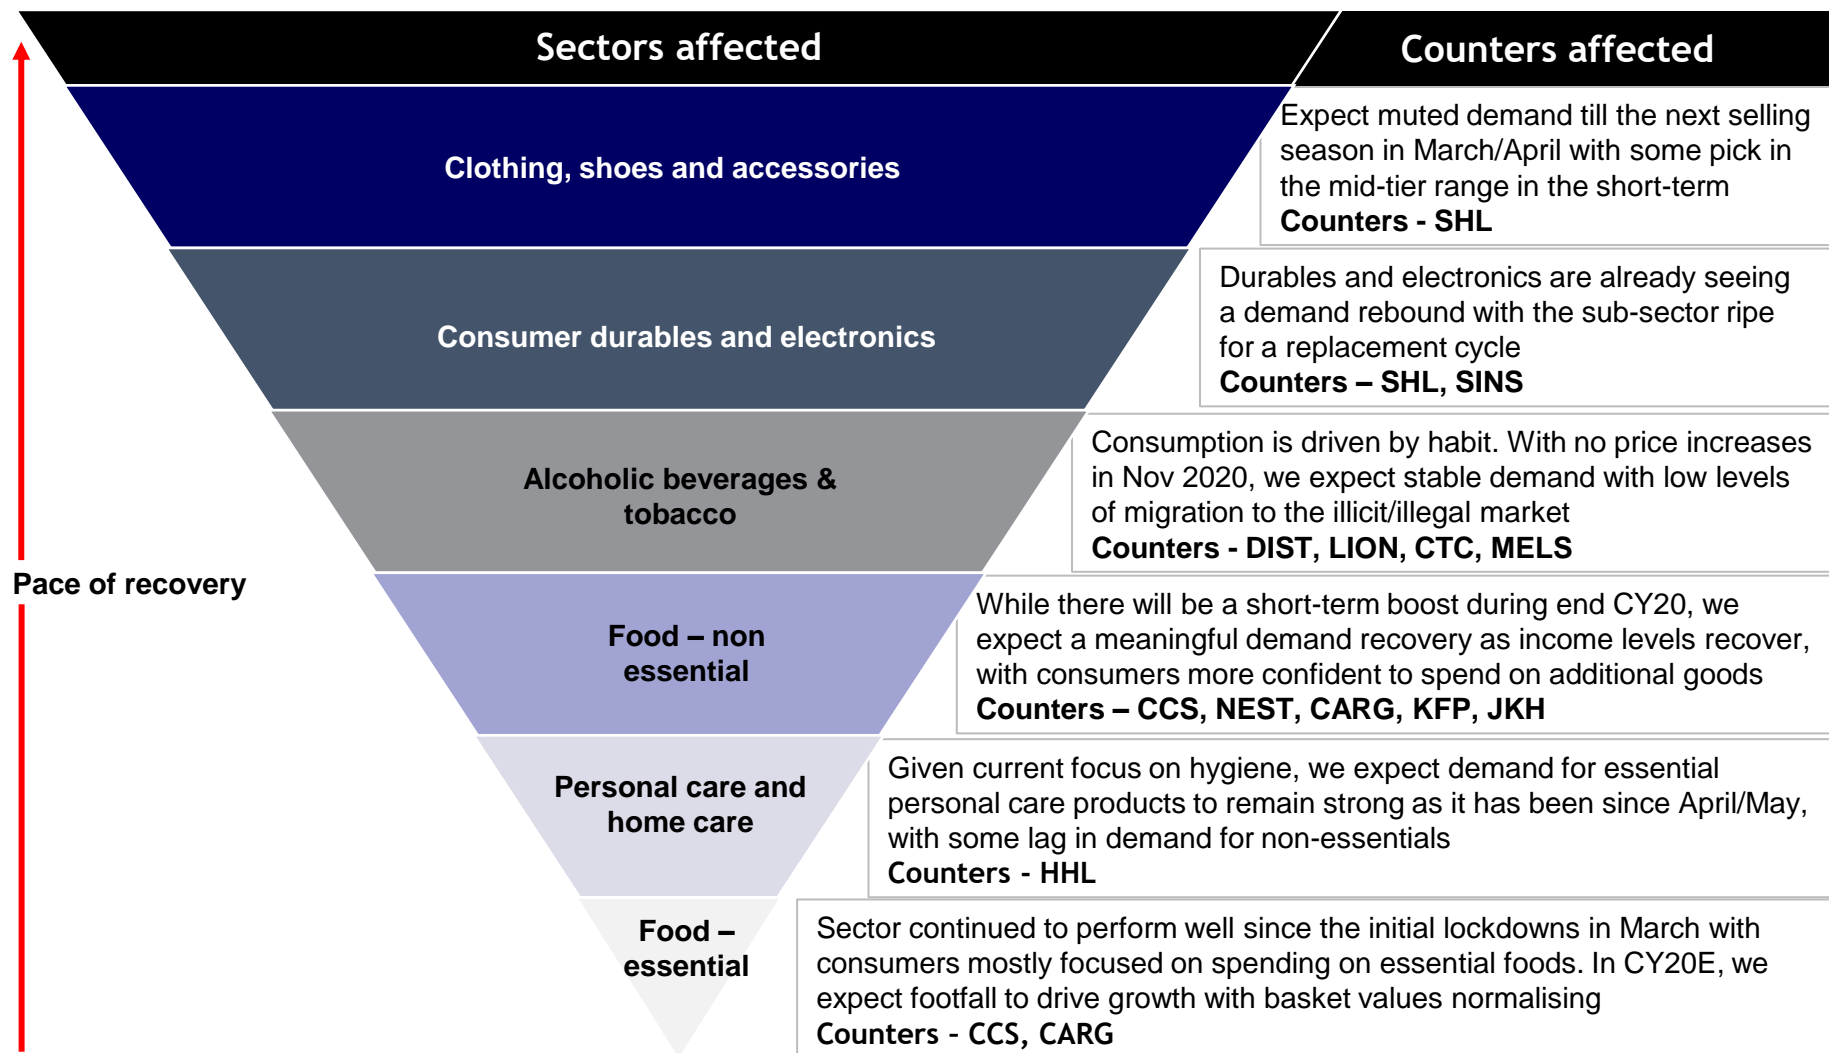 Sectors affected
Counters affected
Clothing, shoes and accessories
Expect muted demand till the next selling
season in March/April with some pick in
the mid-tier range in the short-term
Counters - SHL
Consumer durables and electronics
Durables and electronics are already seeing
a demand rebound with the sub-sector ripe
for a replacement cycle
Counters – SHL, SINS
Alcoholic beverages &
tobacco
Consumption is driven by habit. With no price increases
in Nov 2020, we expect stable demand with low levels
of migration to the illicit/illegal market
Counters - DIST, LION, CTC, MELS
Pace of recovery
Food – non
essential
While there will be a short-term boost during end CY20, we
expect a meaningful demand recovery as income levels recover,
with consumers more confident to spend on additional goods
Counters – CCS, NEST, CARG, KFP, JKH
Personal care and
home care
Given current focus on hygiene, we expect demand for essential
personal care products to remain strong as it has been since April/May,
with some lag in demand for non-essentials
Counters - HHL
Food –
essential
Sector continued to perform well since the initial lockdowns in March with
consumers mostly focused on spending on essential foods. In CY20E, we
expect footfall to drive growth with basket values normalising
Counters – CCS, CARG